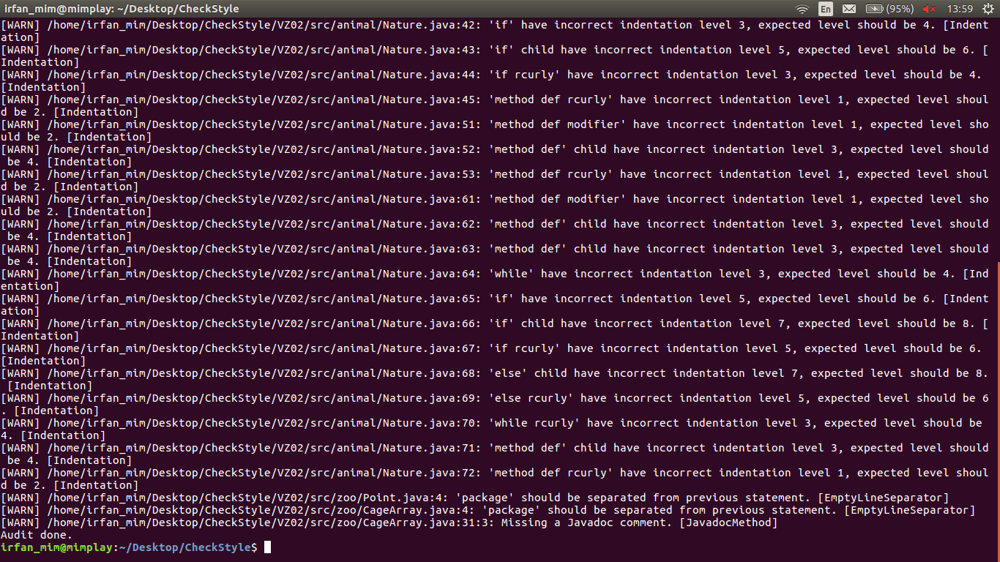 irfan_mim@mimplay: ~/Desktop/CheckStyle
En
(95%)
13:59
[WARN] /home/irfan_mim/Desktop/CheckStyle/VZ02/src/animal/Nature.java:42: 'if' have incorrect indentation level 3, expected level should be 4. [Indent
ation]
[WARN] /home/irfan_mim/Desktop/CheckStyle/VZ02/src/animal/Nature.java:43: 'if' child have incorrect indentation level 5, expected level should be 6. [
Indentation]
[WARN] /home/irfan_mim/Desktop/CheckStyle/VZ02/src/animal/Nature.java:44: 'if rcurly' have incorrect indentation level 3, expected level should be 4.
[Indentation]
[WARN] /home/irfan_mim/Desktop/CheckStyle/VZ02/src/animal/Nature.java:45: 'method def rcurly' have incorrect indentation level 1, expected level shoul
d be 2. [Indentation]
[WARN] /home/irfan_mim/Desktop/CheckStyle/VZ02/src/animal/Nature.java:51: 'method def modifier' have incorrect indentation level 1, expected level sho
uld be 2. [Indentation]
[WARN] /home/irfan_mim/Desktop/CheckStyle/VZ02/src/animal/Nature.java:52: 'method def' child have incorrect indentation level 3, expected level should
 be 4. [Indentation]
[WARN] /home/irfan_mim/Desktop/CheckStyle/VZ02/src/animal/Nature.java:53: 'method def rcurly' have incorrect indentation level 1, expected level shoul
d be 2. [Indentation]
[WARN] /home/irfan_mim/Desktop/CheckStyle/VZ02/src/animal/Nature.java:61: 'method def modifier' have incorrect indentation level 1, expected level sho
uld be 2. [Indentation]
[WARN] /home/irfan_mim/Desktop/CheckStyle/VZ02/src/animal/Nature.java:62: 'method def' child have incorrect indentation level 3, expected level should
 be 4. [Indentation]
[WARN] /home/irfan_mim/Desktop/CheckStyle/VZ02/src/animal/Nature.java:63: 'method def' child have incorrect indentation level 3, expected level should
 be 4. [Indentation]
[WARN] /home/irfan_mim/Desktop/CheckStyle/VZ02/src/animal/Nature.java:64: 'while' have incorrect indentation level 3, expected level should be 4. [Ind
entation]
[WARN] /home/irfan_mim/Desktop/CheckStyle/VZ02/src/animal/Nature.java:65: 'if' have incorrect indentation level 5, expected level should be 6. [Indent
ation]
[WARN] /home/irfan_mim/Desktop/CheckStyle/VZ02/src/animal/Nature.java:66: 'if' child have incorrect indentation level 7, expected level should be 8. [
Indentation]
[WARN] /home/irfan_mim/Desktop/CheckStyle/VZ02/src/animal/Nature.java:67: 'if rcurly' have incorrect indentation level 5, expected level should be 6.
[Indentation]
[WARN] /home/irfan_mim/Desktop/CheckStyle/VZ02/src/animal/Nature.java:68: 'else' child have incorrect indentation level 7, expected level should be 8.
 [Indentation]
[WARN] /home/irfan_mim/Desktop/CheckStyle/VZ02/src/animal/Nature.java:69: 'else rcurly' have incorrect indentation level 5, expected level should be 6
. [Indentation]
[WARN] /home/irfan_mim/Desktop/CheckStyle/VZ02/src/animal/Nature.java:70: 'while rcurly' have incorrect indentation level 3, expected level should be
4. [Indentation]
[WARN] /home/irfan_mim/Desktop/CheckStyle/VZ02/src/animal/Nature.java:71: 'method def' child have incorrect indentation level 3, expected level should
 be 4. [Indentation]
[WARN] /home/irfan_mim/Desktop/CheckStyle/VZ02/src/animal/Nature.java:72: 'method def rcurly' have incorrect indentation level 1, expected level shoul
d be 2. [Indentation]
[WARN] /home/irfan_mim/Desktop/CheckStyle/VZ02/src/zoo/Point.java:4: 'package' should be separated from previous statement. [EmptyLineSeparator]
[WARN] /home/irfan_mim/Desktop/CheckStyle/VZ02/src/zoo/CageArray.java:4: 'package' should be separated from previous statement. [EmptyLineSeparator]
[WARN] /home/irfan_mim/Desktop/CheckStyle/VZ02/src/zoo/CageArray.java:31:3: Missing a Javadoc comment. [JavadocMethod]
Audit done.
irfan_mim@mimplay:~/Desktop/CheckStyle$